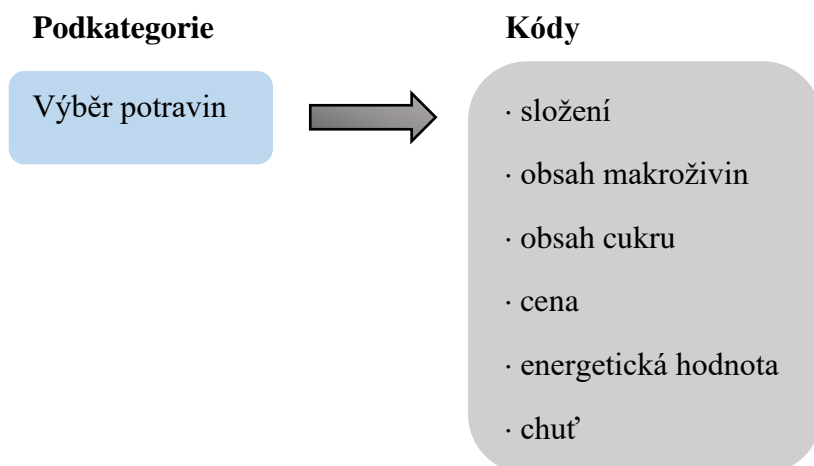 Podkategorie
Kódy
Výběr potravin
· složení
· obsah makroživin
· obsah cukru
· cena
· energetická hodnota
· chuť